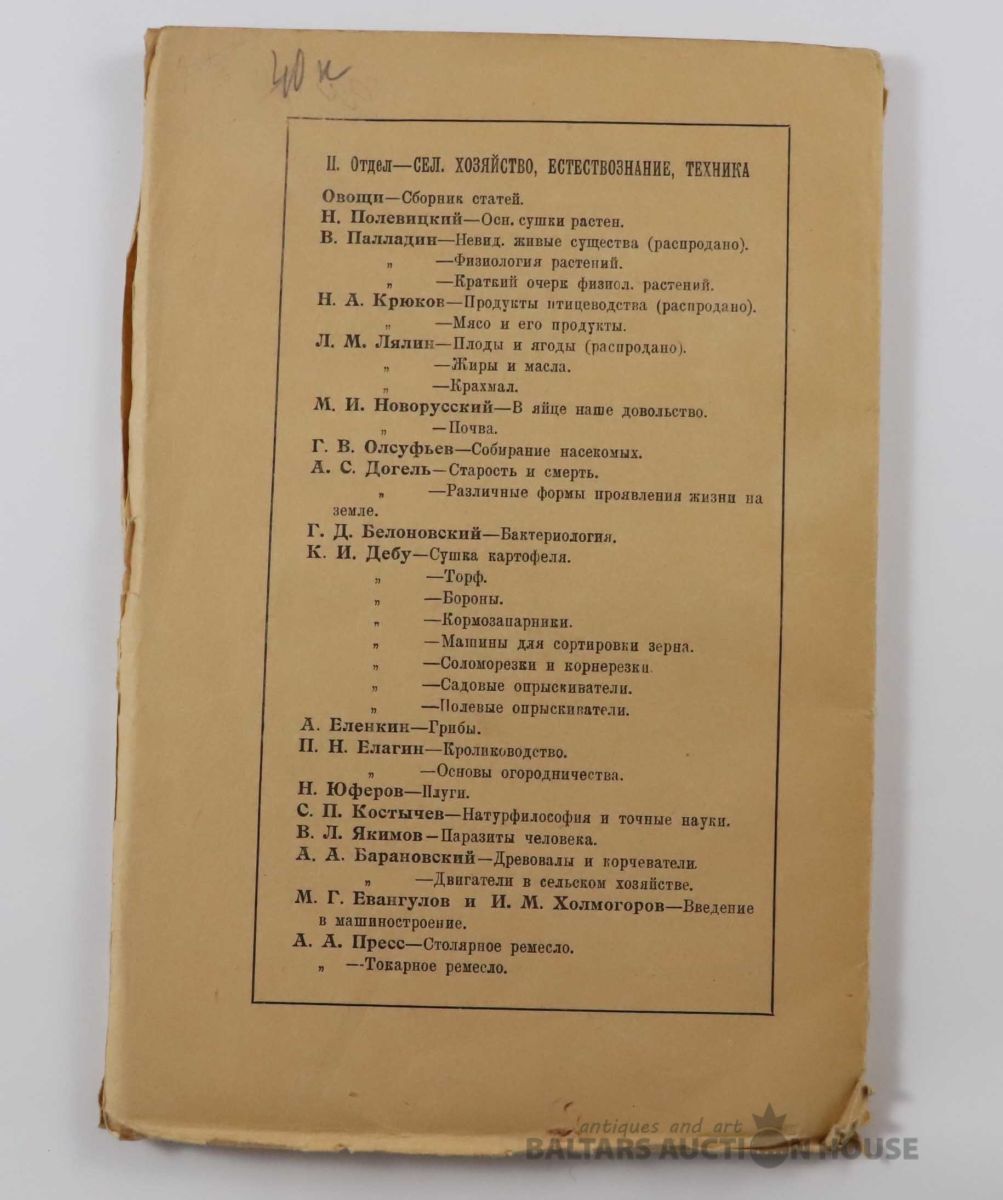 40 к
II. Отдел—СЕЛ. ХОЗЯЙСТВО, ЕСТЕСТВОЗНАНИЕ, ТЕХНИКА
Овощи—Сборник статей.
Н. Полевицкий—Осн. сушки растен.
В. Палладин—Невид. живые существа (распродано).
„ —Физиология растений.
„ —Краткий очерк физиол. растений.
Н. А. Крюков—Продукты птицеводства (распродано).
„ —Мясо и его продукты.
Л. М. Лялин—Плоды и ягоды (распродано).
„ —Жиры и масла.
„ —Крахмал.
М. И. Новорусский—В яйце наше довольство.
„ —Почва.
Г. В. Олсуфьев—Собирание насекомых.
А. С. Догель—Старость и смерть.
„ —Различные формы проявления жизни на
земле.
Г. Д. Белоновский—Бактериология.
К. И. Дебу—Сушка картофеля.
„ —Торф.
„ —Бороны.
„ —Кормозапарники.
„ —Машины для сортировки зерна.
„ —Соломорезки и корнерезки.
„ —Садовые опрыскиватели.
„ —Полевые опрыскиватели.
А. Еленкин—Грибы.
П. Н. Елагин—Кролиководство.
„ —Основы огородничества.
Н. Юферов—Плуги.
С. П. Костычев—Натурфилософия и точные науки.
В. Л. Якимов—Паразиты человека.
А. А. Барановский—Древовалы и корчеватели.
„ —Двигатели в сельском хозяйстве.
М. Г. Евангулов и И. М. Холмогоров—Введение
в машиностроение.
А. А. Пресс—Столярное ремесло.
„ —Токарное ремесло.
antiques and art
BALTARS AUCTION HOUSE